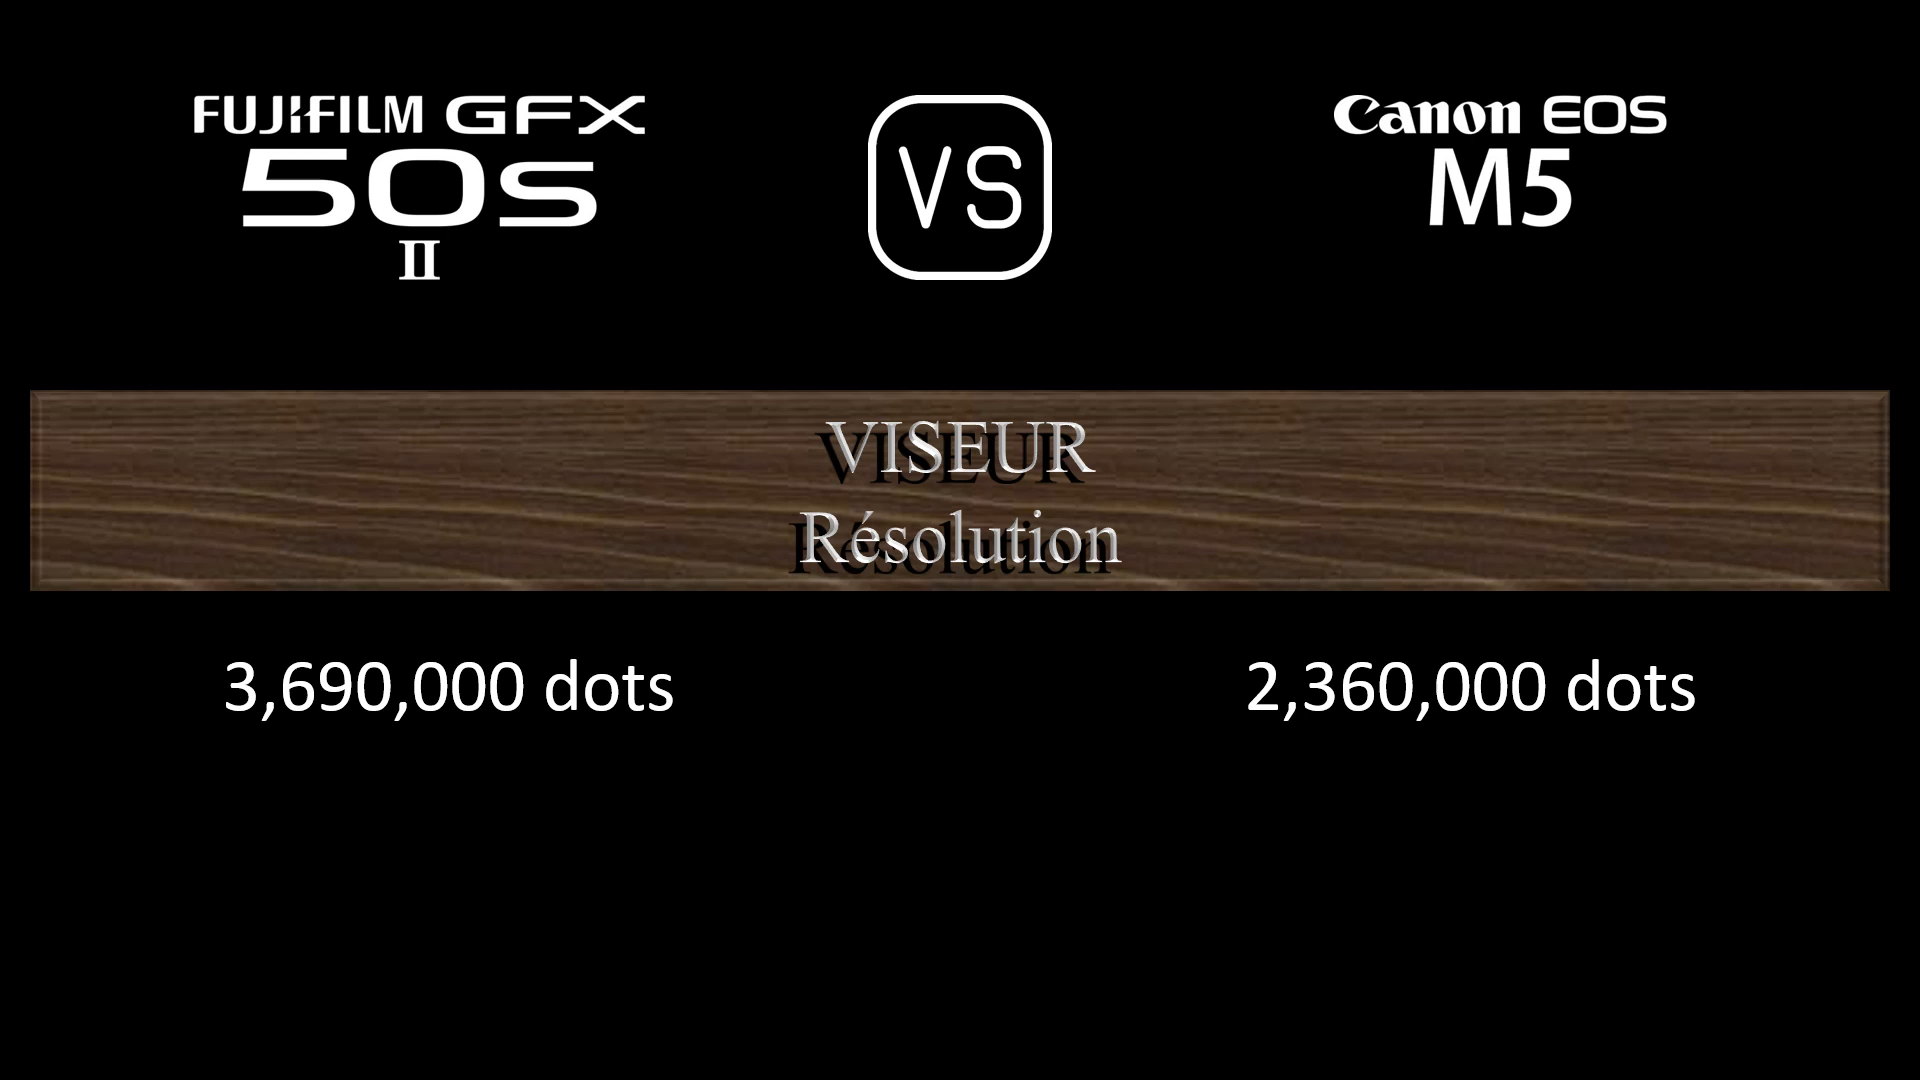 FUJIFILM GFX
50S
II
VS
Canon EOS
M5
VISEUR
Résolution
3,690,000 dots
2,360,000 dots